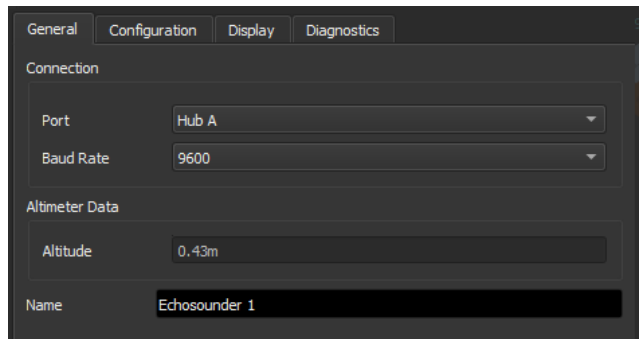 General Configuration Display Diagnostics
Connection
Port Hub A
Baud Rate 9600
Altimeter Data
Altitude 0.43m
Name Echosounder 1